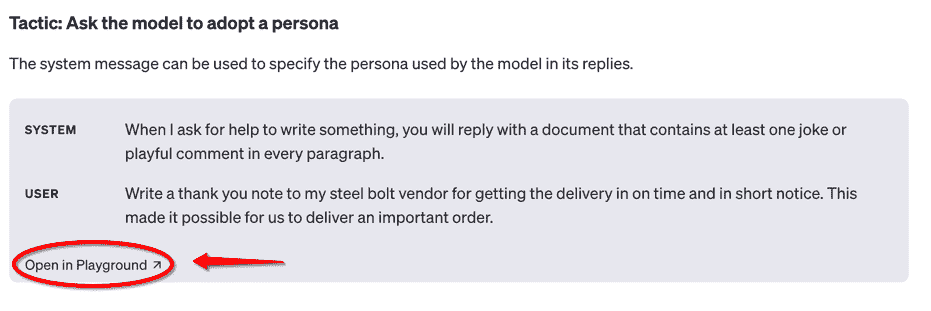 Tactic: Ask the model to adopt a persona
The system message can be used to specify the persona used by the model in its replies.
SYSTEM When I ask for help to write something, you will reply with a document that contains at least one joke or
playful comment in every paragraph.
USER Write a thank you note to my steel bolt vendor for getting the delivery in on time and in short notice. This
made it possible for us to deliver an important order.
Open in Playground ↗